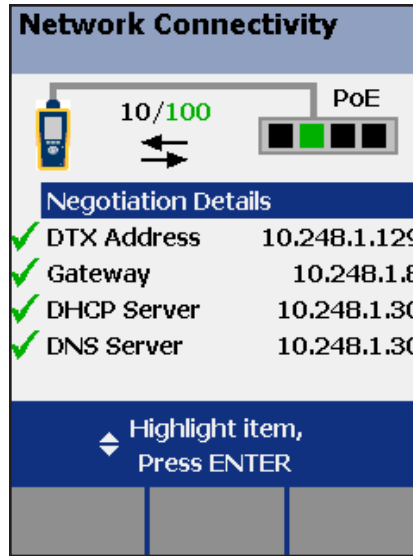 Network Connectivity
10/100
PoE
Negotiation Details
DTX Address 10.248.1.129
Gateway 10.248.1.8
DHCP Server 10.248.1.30
DNS Server 10.248.1.30
Highlight item,
Press ENTER